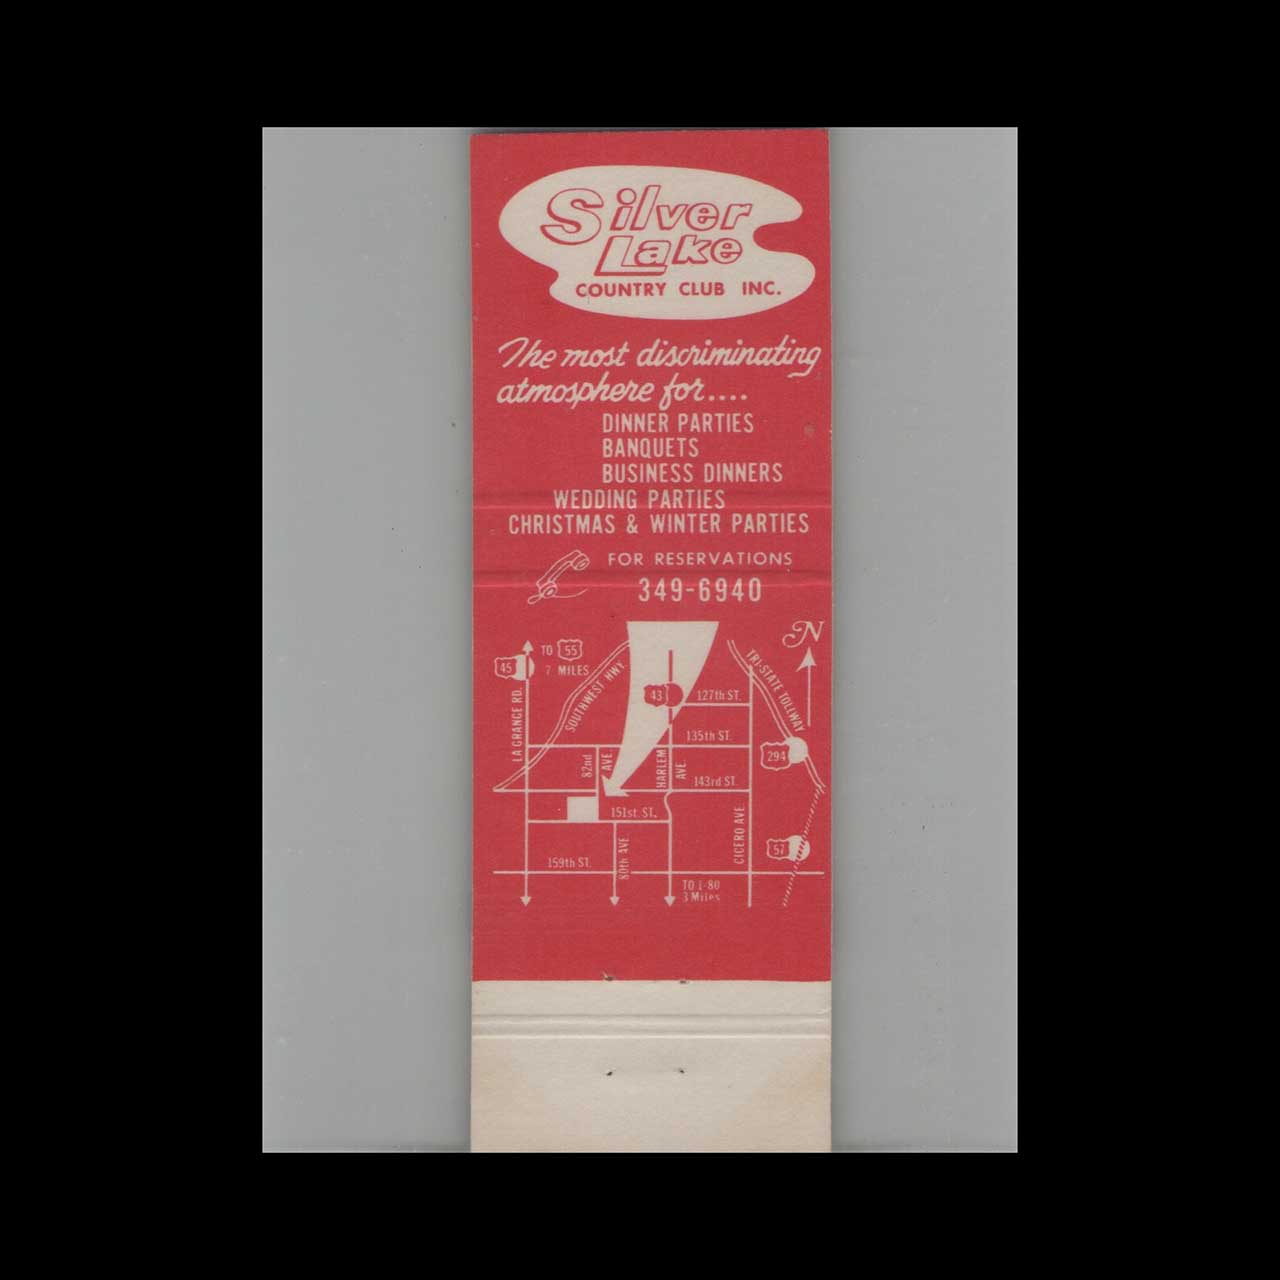 Silver
Lake
COUNTRY CLUB INC.
The most discriminating
atmosphere for....
DINNER PARTIES
BANQUETS
BUSINESS DINNERS
WEDDING PARTIES
CHRISTMAS & WINTER PARTIES
FOR RESERVATIONS
349-6940
N
TO 55
7 MILES
45
LA GRANGE RD.
SOUTHWEST HWY.
43
127th ST.
TRI-STATE TOLLWAY
135th ST.
294
82nd AVE
HARLEM AVE.
143rd ST.
151st. ST.
CICERO AVE
57
159th ST.
80th AVE
TO I-80
3 Miles